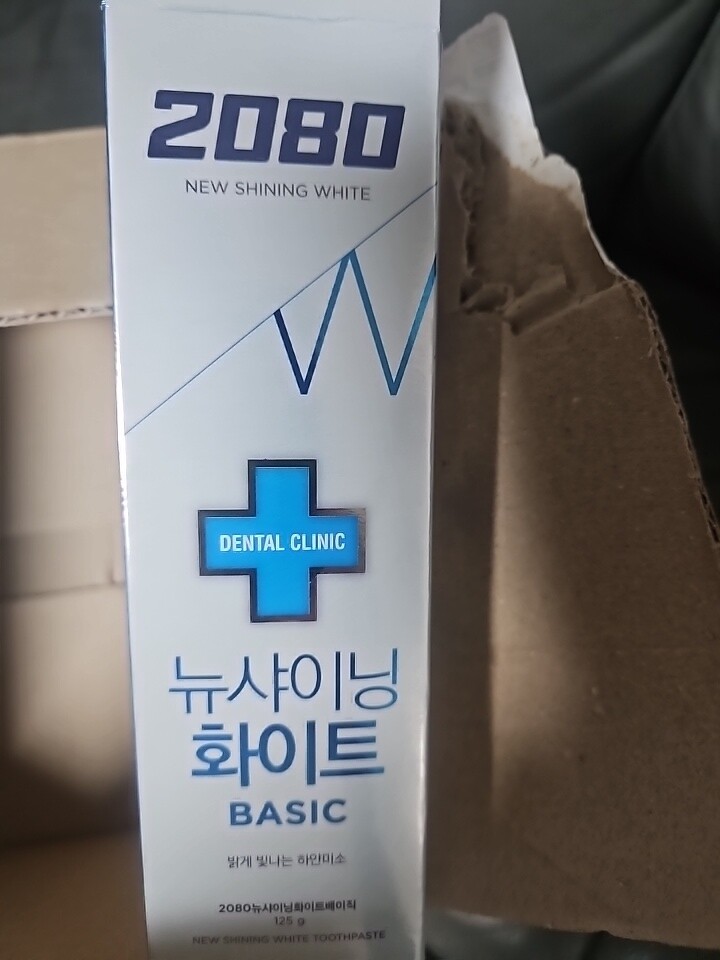 2080
NEW SHINING WHITE
W
DENTAL CLINIC
뉴샤이닝
화이트
BASIC
밝게 빛나는 하얀미소
2080뉴샤이닝화이트베이직
125 g
NEW SHINING WHITE TOOTHPASTE